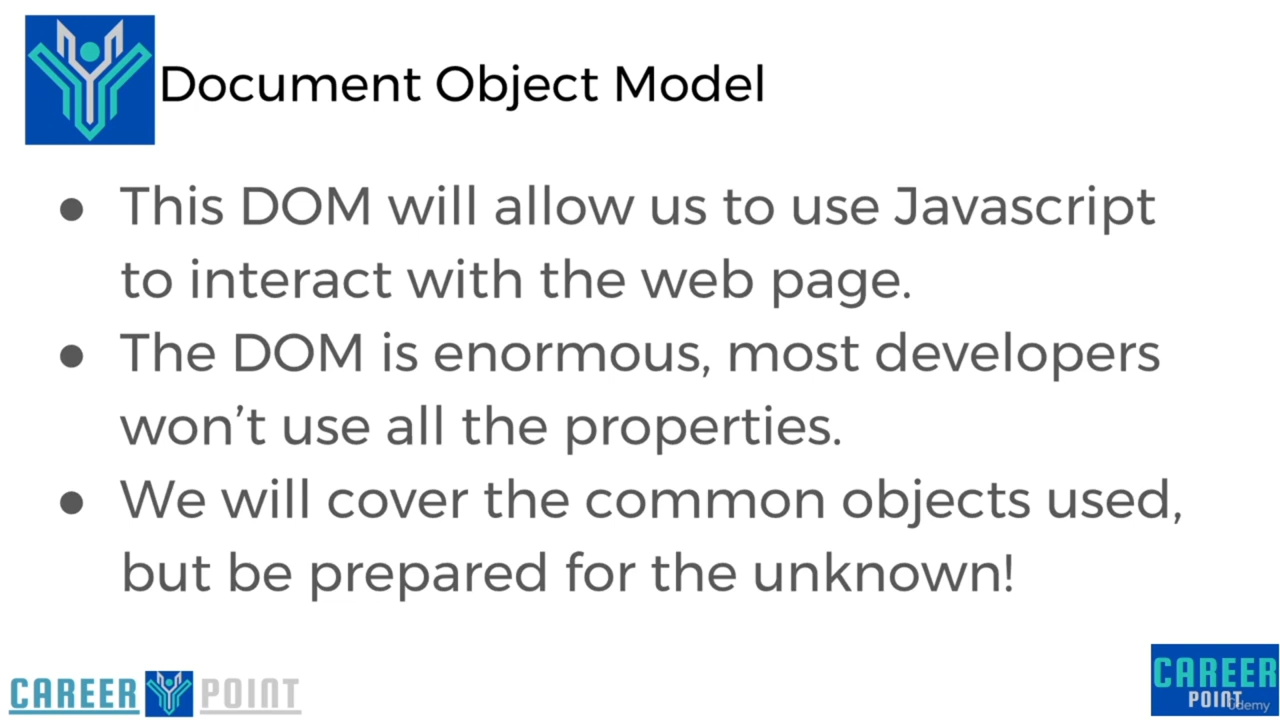 Document Object Model
● This DOM will allow us to use Javascript
to interact with the web page.
● The DOM is enormous, most developers
won’t use all the properties.
● We will cover the common objects used,
but be prepared for the unknown!
CAREER POINT
CAREER
POINT
Udemy